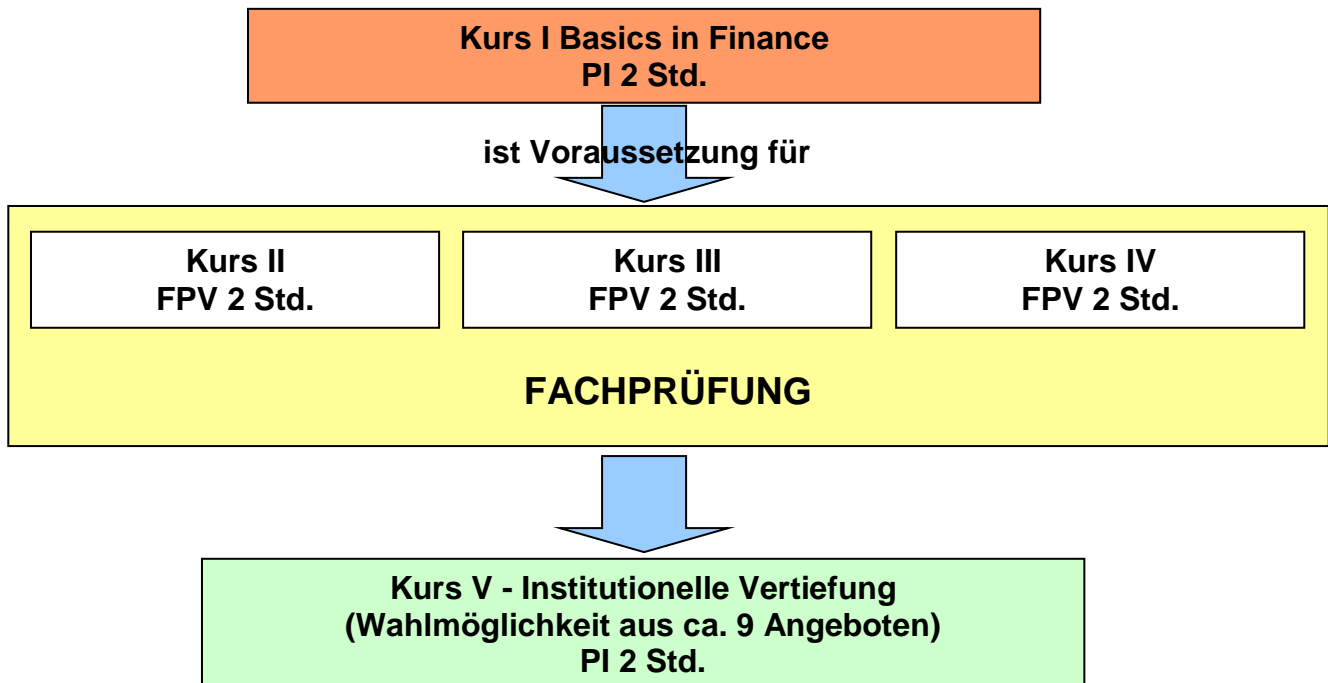 Kurs I Basics in Finance
PI 2 Std.
ist Voraussetzung für
Kurs II
FPV 2 Std.
Kurs III
FPV 2 Std.
Kurs IV
FPV 2 Std.
FACHPRÜFUNG
Kurs V - Institutionelle Vertiefung
(Wahlmöglichkeit aus ca. 9 Angeboten)
PI 2 Std.